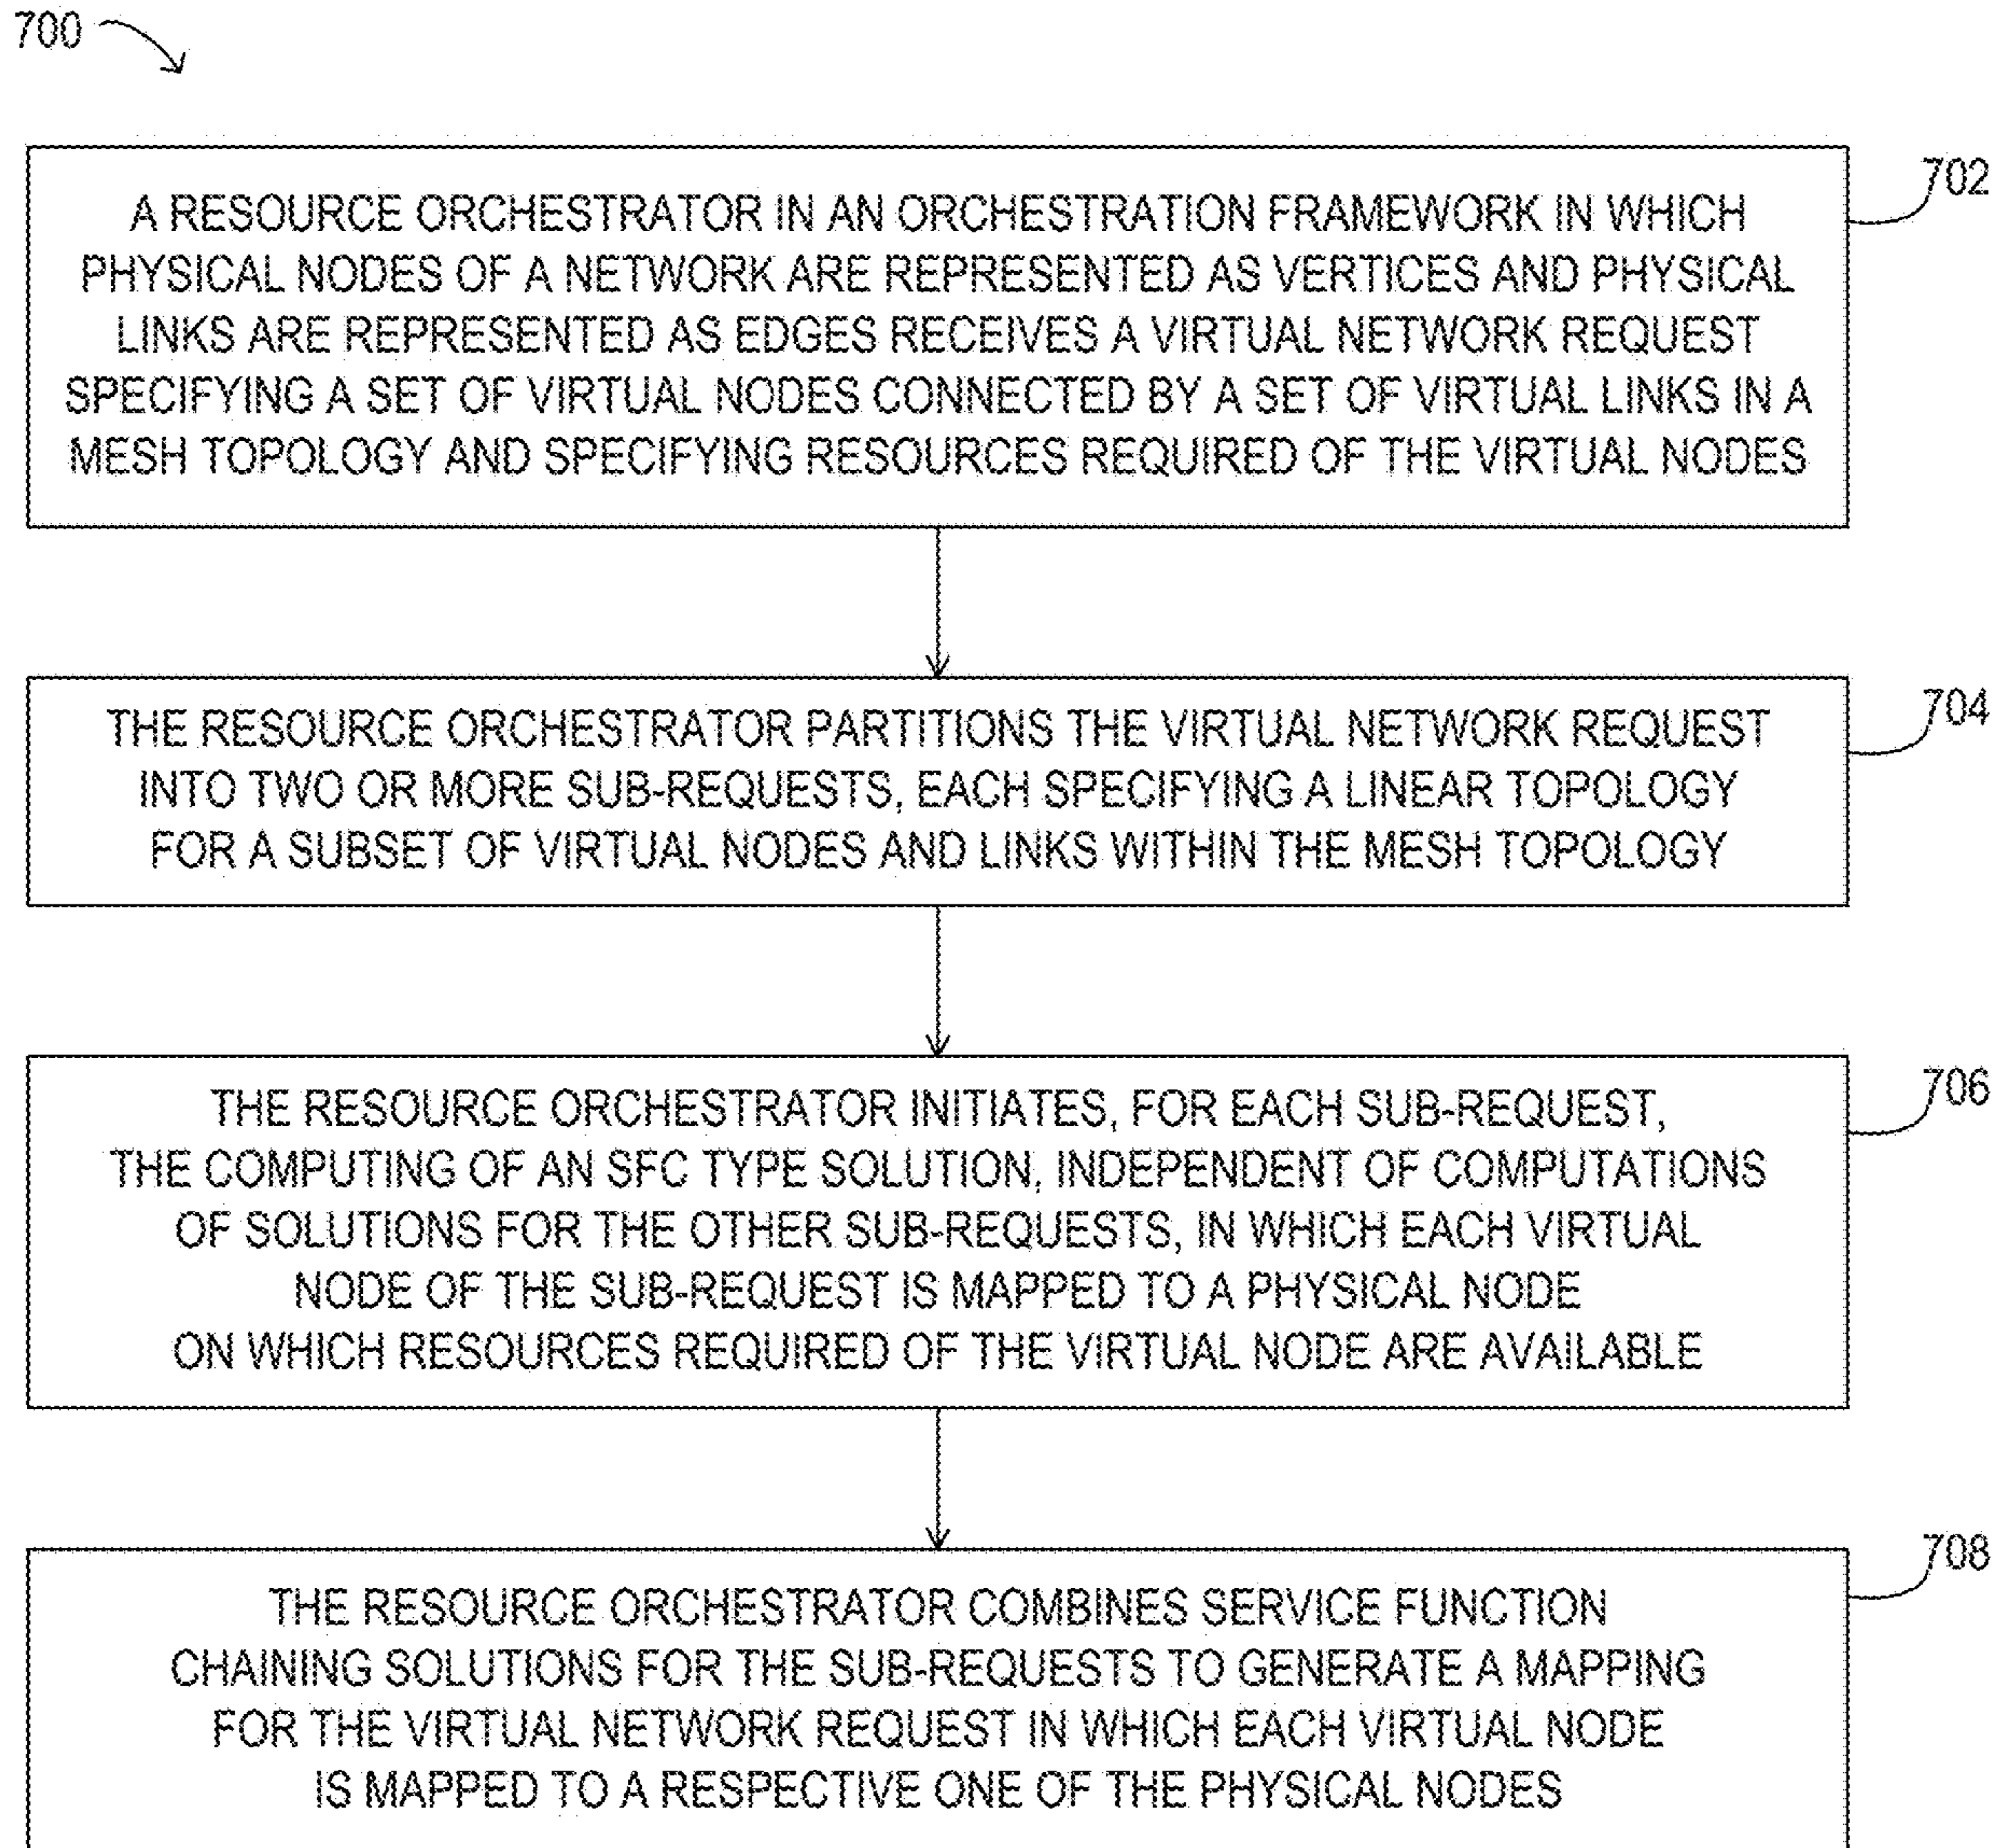 700
702
A RESOURCE ORCHESTRATOR IN AN ORCHESTRATION FRAMEWORK IN WHICH
PHYSICAL NODES OF A NETWORK ARE REPRESENTED AS VERTICES AND PHYSICAL
LINKS ARE REPRESENTED AS EDGES RECEIVES A VIRTUAL NETWORK REQUEST
SPECIFYING A SET OF VIRTUAL NODES CONNECTED BY A SET OF VIRTUAL LINKS IN A
MESH TOPOLOGY AND SPECIFYING RESOURCES REQUIRED OF THE VIRTUAL NODES
704
THE RESOURCE ORCHESTRATOR PARTITIONS THE VIRTUAL NETWORK REQUEST
INTO TWO OR MORE SUB-REQUESTS, EACH SPECIFYING A LINEAR TOPOLOGY
FOR A SUBSET OF VIRTUAL NODES AND LINKS WITHIN THE MESH TOPOLOGY
706
THE RESOURCE ORCHESTRATOR INITIATES, FOR EACH SUB-REQUEST,
THE COMPUTING OF AN SFC TYPE SOLUTION, INDEPENDENT OF COMPUTATIONS
OF SOLUTIONS FOR THE OTHER SUB-REQUESTS, IN WHICH EACH VIRTUAL
NODE OF THE SUB-REQUEST IS MAPPED TO A PHYSICAL NODE
ON WHICH RESOURCES REQUIRED OF THE VIRTUAL NODE ARE AVAILABLE
708
THE RESOURCE ORCHESTRATOR COMBINES SERVICE FUNCTION
CHAINING SOLUTIONS FOR THE SUB-REQUESTS TO GENERATE A MAPPING
FOR THE VIRTUAL NETWORK REQUEST IN WHICH EACH VIRTUAL NODE
IS MAPPED TO A RESPECTIVE ONE OF THE PHYSICAL NODES